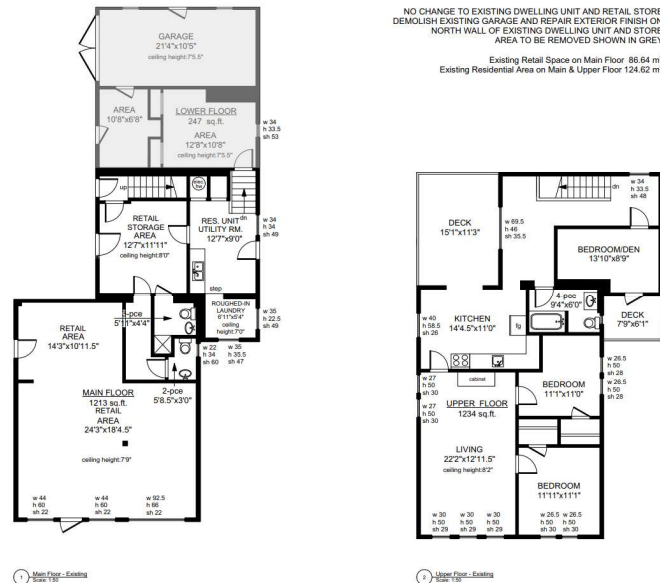 NO CHANGE TO EXISTING DWELLING UNIT AND RETAIL STORE
DEMOLISH EXISTING GARAGE AND REPAIR EXTERIOR FINISH ON
NORTH WALL OF EXISTING DWELLING UNIT AND STORE
AREA TO BE REMOVED SHOWN IN GREY
Existing Retail Space on Main Floor 86.64 m
Existing Residential Area on Main & Upper Floor 124.62 m
GARAGE
21'4"x10'5"
ceiling height:7'5.5"
AREA
10'8"x6'8"
LOWER FLOOR
247 sq.ft.
AREA
12'8"x10'8"
ceiling height:7'5.5"
w 34
h 33.5
sh 53
up
RETAIL
STORAGE
AREA
12'7"x11'11"
ceiling height:8'0"
dn
RES. UNIT
UTILITY RM.
12'7"x9'0"
w 34
h 34
sh 49
step
ROUGHED-IN
LAUNDRY
6'11"x5'4"
ceiling
height:7'0"
w 35
h 22.5
sh 49
3-pce
5'11"x4'4"
w 22
h 34
sh 60
w 35
h 35.5
sh 47
2-pce
5'8.5"x3'0"
RETAIL
AREA
14'3"x10'11.5"
MAIN FLOOR
1213 sq.ft.
RETAIL
AREA
24'3"x18'4.5"
ceiling height:7'9"
w 44
h 60
sh 22
w 44
h 60
sh 22
w 92.5
h 66
sh 22
1
Main Floor - Existing
Scale: 1:50
DECK
15'1"x11'3"
w 69.5
h 46
sh 35.5
dn
w 34
h 33.5
sh 48
BEDROOM/DEN
13'10"x8'9"
4-pce
9'4"x6'0"
DECK
7'9"x6'1"
KITCHEN
14'4.5"x11'0"
fg
w 40
h 58.5
sh 26
w 27
h 50
sh 30
w 27
h 50
sh 30
cabinet
UPPER FLOOR
1234 sq.ft.
LIVING
22'2"x12'11.5"
ceiling height:8'2"
BEDROOM
11'1"x11'0"
w 26.5
h 50
sh 28
w 26.5
h 50
sh 28
BEDROOM
11'11"x11'1"
w 30
h 50
sh 29
w 30
h 50
sh 29
w 30
h 50
sh 29
w 26.5
h 50
sh 30
w 26.5
h 50
sh 30
2
Upper Floor - Existing
Scale: 1:50